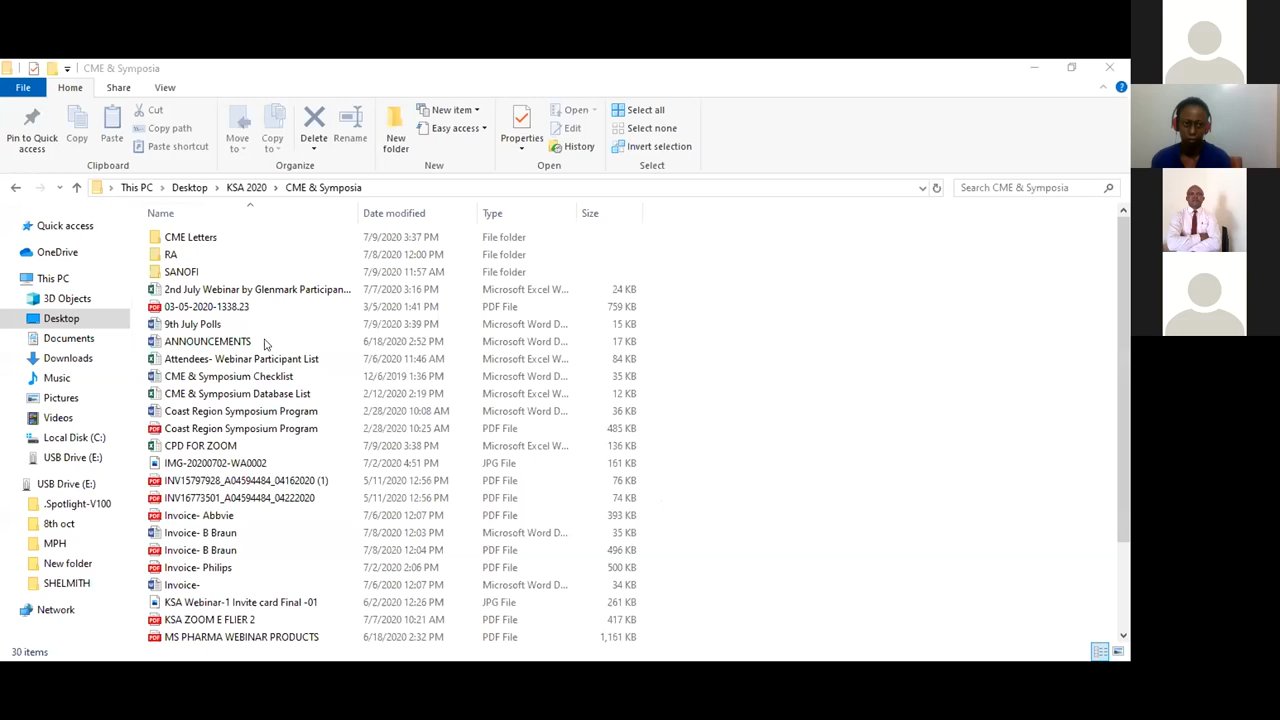 CME & Symposia
File Home Share View
Pin to Quick access
Copy
Paste
Cut
Copy path
Paste shortcut
Clipboard
Move to
Copy to
Delete
Rename
Organize
New folder
New item
Easy access
New
Properties
Open
Edit
History
Open
Select all
Select none
Invert selection
Select
This PC > Desktop > KSA 2020 > CME & Symposia
Search CME & Symposia
Quick access
OneDrive
This PC
3D Objects
Desktop
Documents
Downloads
Music
Pictures
Videos
Local Disk (C:)
USB Drive (E:)
USB Drive (E:)
.Spotlight-V100
8th oct
MPH
New folder
SHELMITH
Network
Name Date modified Type Size
CME Letters 7/9/2020 3:37 PM File folder
RA 7/8/2020 12:00 PM File folder
SANOFI 7/9/2020 11:57 AM File folder
2nd July Webinar by Glenmark Participan... 7/7/2020 3:16 PM Microsoft Excel W... 24 KB
03-05-2020-1338.23 3/5/2020 1:41 PM PDF File 759 KB
9th July Polls 7/9/2020 3:39 PM Microsoft Word D... 15 KB
ANNOUNCEMENTS 6/18/2020 2:52 PM Microsoft Word D... 17 KB
Attendees- Webinar Participant List 7/6/2020 11:46 AM Microsoft Excel W... 84 KB
CME & Symposium Checklist 12/6/2019 1:36 PM Microsoft Word D... 35 KB
CME & Symposium Database List 2/12/2020 2:19 PM Microsoft Excel W... 12 KB
Coast Region Symposium Program 2/28/2020 10:08 AM Microsoft Word D... 36 KB
Coast Region Symposium Program 2/28/2020 10:25 AM PDF File 485 KB
CPD FOR ZOOM 7/9/2020 3:38 PM Microsoft Excel W... 136 KB
IMG-20200702-WA0002 7/2/2020 4:51 PM JPG File 161 KB
INV15797928_A04594484_04162020 (1) 5/11/2020 12:56 PM PDF File 76 KB
INV16773501_A04594484_04222020 5/11/2020 12:56 PM PDF File 74 KB
Invoice- Abbvie 7/6/2020 12:07 PM PDF File 393 KB
Invoice- B Braun 7/8/2020 12:03 PM Microsoft Word D... 35 KB
Invoice- B Braun 7/8/2020 12:04 PM PDF File 496 KB
Invoice- Philips 7/2/2020 2:06 PM PDF File 500 KB
Invoice- 7/6/2020 12:07 PM Microsoft Word D... 34 KB
KSA Webinar-1 Invite card Final -01 6/2/2020 12:26 PM JPG File 261 KB
KSA ZOOM E FLIER 2 7/7/2020 10:21 AM PDF File 417 KB
MS PHARMA WEBINAR PRODUCTS 6/18/2020 2:32 PM PDF File 1,161 KB
30 items